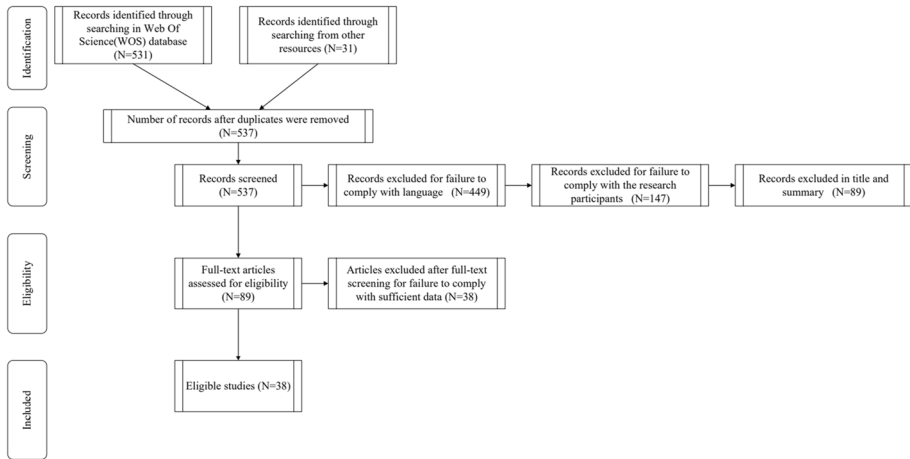 Identification
Records identified through
searching in Web Of
Science(WOS) database
(N=531)
Records identified through
searching from other
resources (N=31)
Screening
Number of records after duplicates were removed
(N=537)
Records screened
(N=537)
Records excluded for failure to
comply with language (N=449)
Records excluded for failure to
comply with the research
participants (N=147)
Records excluded in title and
summary (N=89)
Eligibility
Full-text articles
assessed for eligibility
(N=89)
Articles excluded after full-text
screening for failure to comply
with sufficient data (N=38)
Included
Eligible studies (N=38)